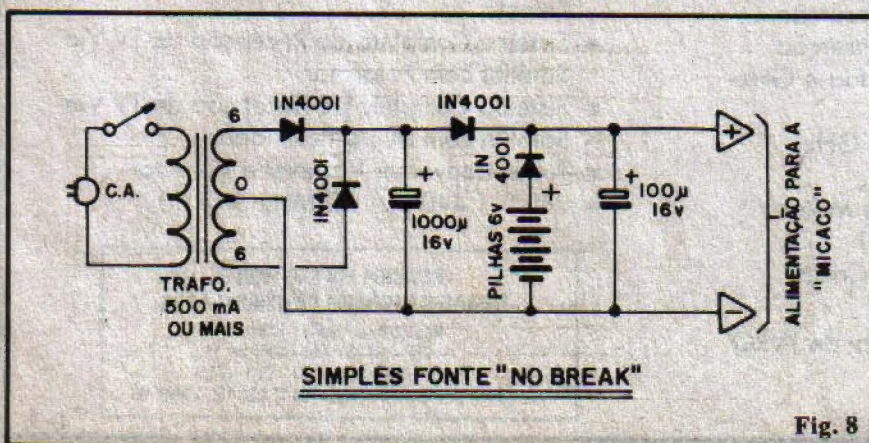 6
IN4001
IN4001
C.A.
0
IN4001
+
1000µ
16v
IN
4001
+
PILHAS 6v
+
100µ
16v
+
−
ALIMENTAÇÃO PARA A
"MICACO"
6
TRAFO.
500 mA
OU MAIS
SIMPLES FONTE "NO BREAK"
Fig. 8